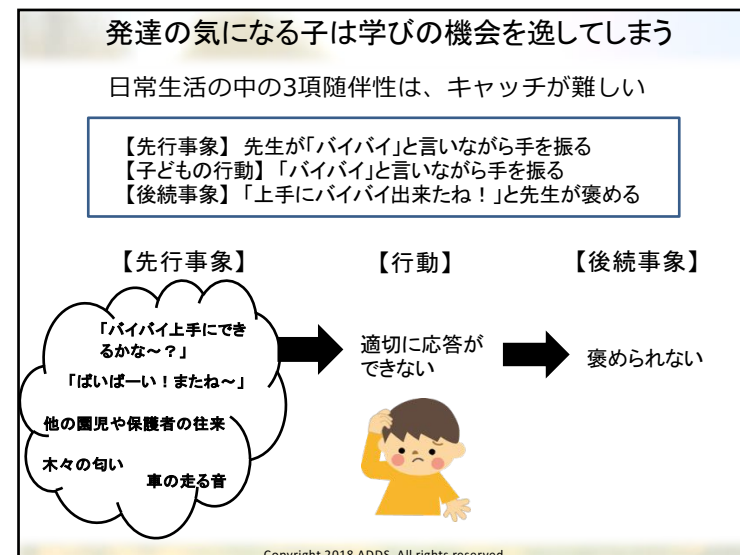 発達の気になる子は学びの機会を逸してしまう
日常生活の中の3項随伴性は、キャッチが難しい
【先行事象】 先生が「バイバイ」と言いながら手を振る
【子どもの行動】 「バイバイ」と言いながら手を振る
【後続事象】 「上手にバイバイ出来たね！」と先生が褒める
【先行事象】
【行動】
【後続事象】
「バイバイ上手にでき
るかな～？」
「ばいばーい！またね～」
他の園児や保護者の往来
木々の匂い
車の走る音
適切に応答が
できない
褒められない
Copyright 2018 ADDS. All rights reserved